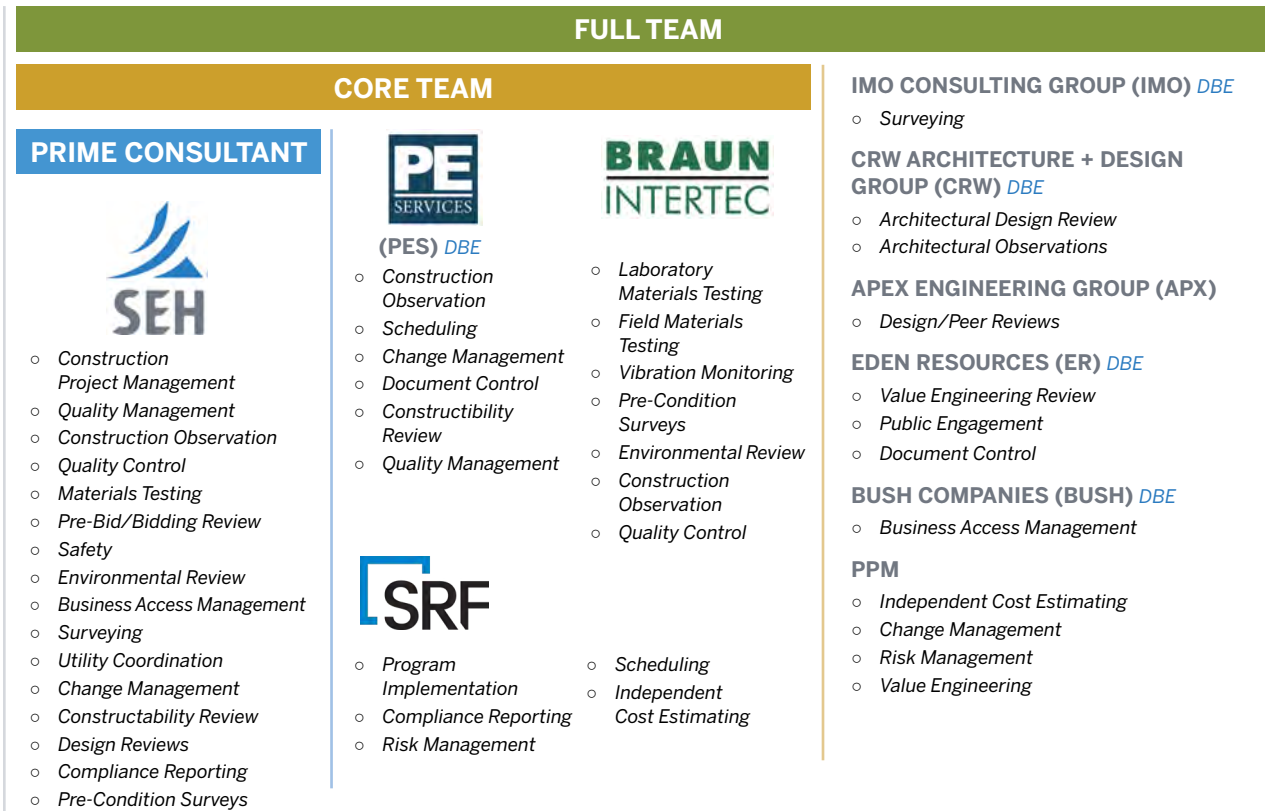 FULL TEAM
CORE TEAM
PRIME CONSULTANT
SEH
○ Construction
Project Management
○ Quality Management
○ Construction Observation
○ Quality Control
○ Materials Testing
○ Pre-Bid/Bidding Review
○ Safety
○ Environmental Review
○ Business Access Management
○ Surveying
○ Utility Coordination
○ Change Management
○ Constructability Review
○ Design Reviews
○ Compliance Reporting
○ Pre-Condition Surveys
PE
SERVICES
(PES) DBE
○ Construction
Observation
○ Scheduling
○ Change Management
○ Document Control
○ Constructibility
Review
○ Quality Management
BRAUN
INTERTEC
○ Laboratory
Materials Testing
○ Field Materials
Testing
○ Vibration Monitoring
○ Pre-Condition
Surveys
○ Environmental Review
○ Construction
Observation
○ Quality Control
SRF
○ Program
Implementation
○ Compliance Reporting
○ Risk Management
○ Scheduling
○ Independent
Cost Estimating
IMO CONSULTING GROUP (IMO) DBE
○ Surveying
CRW ARCHITECTURE + DESIGN
GROUP (CRW) DBE
○ Architectural Design Review
○ Architectural Observations
APEX ENGINEERING GROUP (APX)
○ Design/Peer Reviews
EDEN RESOURCES (ER) DBE
○ Value Engineering Review
○ Public Engagement
○ Document Control
BUSH COMPANIES (BUSH) DBE
○ Business Access Management
PPM
○ Independent Cost Estimating
○ Change Management
○ Risk Management
○ Value Engineering